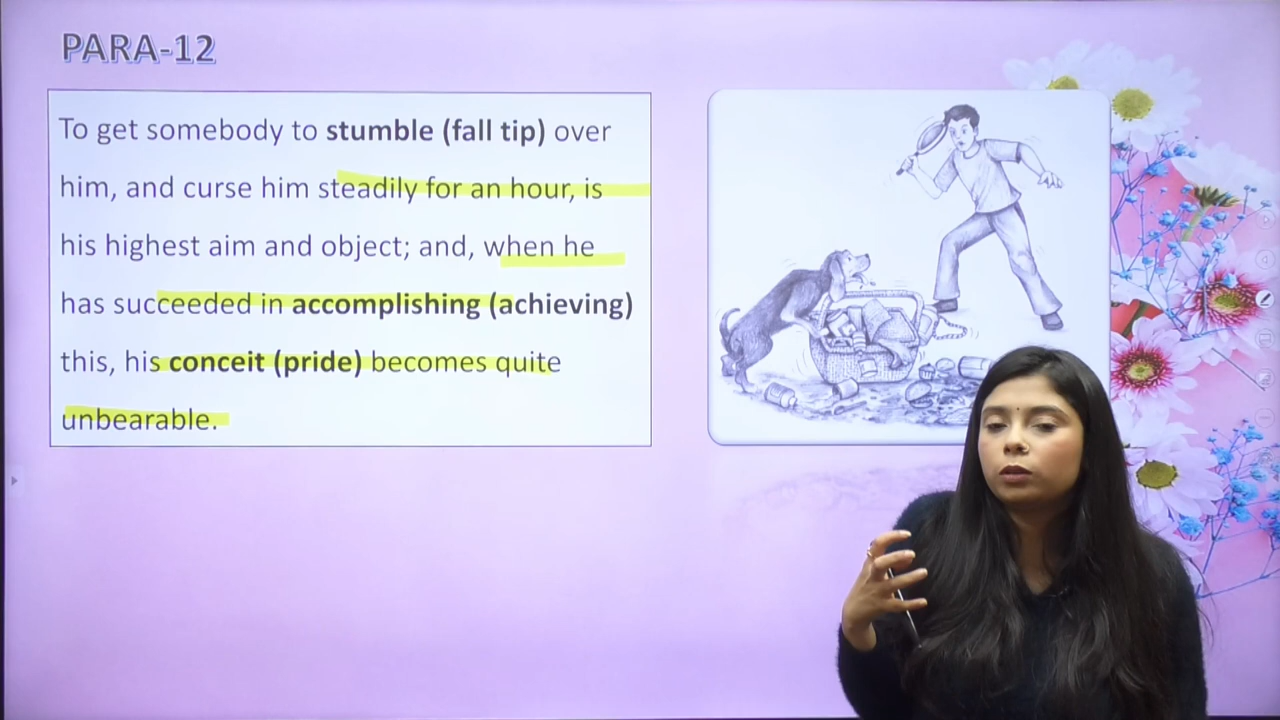 PARA-12
To get somebody to stumble (fall tip) over
him, and curse him steadily for an hour, is
his highest aim and object; and, when he
has succeeded in accomplishing (achieving)
this, his conceit (pride) becomes quite
unbearable.